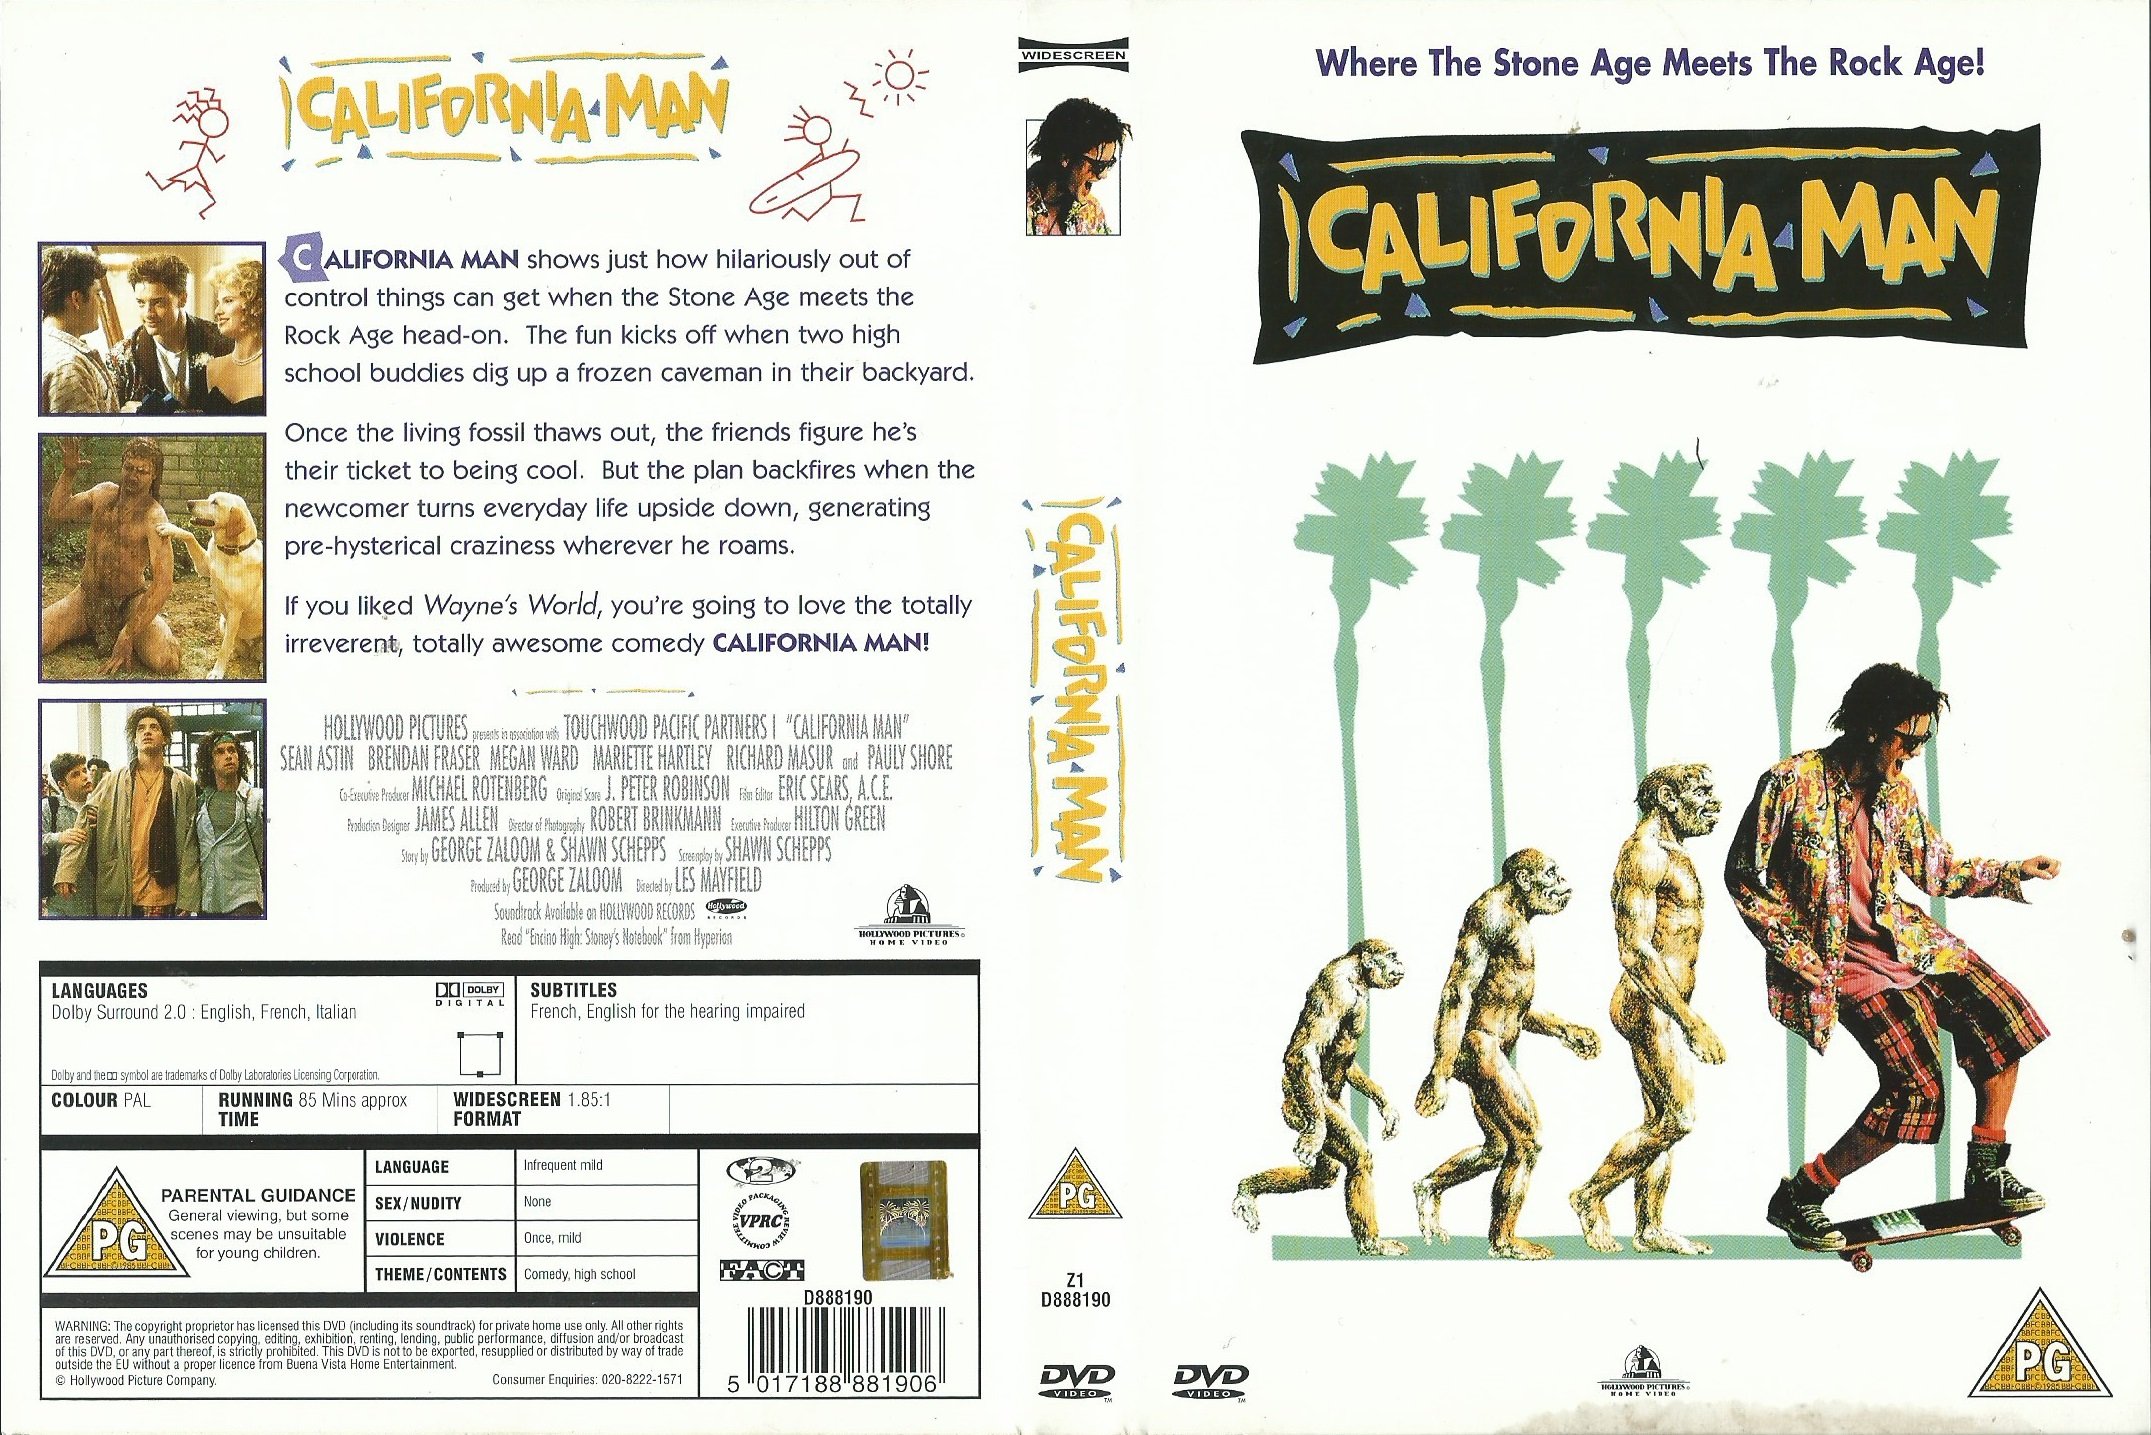 CALIFORNIA MAN
CALIFORNIA MAN shows just how hilariously out of
control things can get when the Stone Age meets the
Rock Age head-on. The fun kicks off when two high
school buddies dig up a frozen caveman in their backyard.
Once the living fossil thaws out, the friends figure he's
their ticket to being cool. But the plan backfires when the
newcomer turns everyday life upside down, generating
pre-hysterical craziness wherever he roams.
If you liked Wayne's World, you're going to love the totally
irreverent, totally awesome comedy CALIFORNIA MAN!
HOLLYWOOD PICTURES presents in association with TOUCHWOOD PACIFIC PARTNERS I "CALIFORNIA MAN"
SEAN ASTIN BRENDAN FRASER MEGAN WARD MARIETTE HARTLEY RICHARD MASUR and PAULY SHORE
Co-Executive Producer MICHAEL ROTENBERG Original Score J. PETER ROBINSON Film Editor ERIC SEARS, A.C.E.
Production Designer JAMES ALLEN Director of Photography ROBERT BRINKMANN Executive Producer HILTON GREEN
Story by GEORGE ZALOOM & SHAWN SCHEPPS Screenplay by SHAWN SCHEPPS
Produced by GEORGE ZALOOM Directed by LES MAYFIELD
Soundtrack Available on HOLLYWOOD RECORDS Hollywood RECORDS
Read "Encino High: Stoney's Notebook" from Hyperion
HOLLYWOOD PICTURES
HOME VIDEO
LANGUAGES
Dolby Surround 2.0 : English, French, Italian
DOLBY
DIGITAL
Dolby and the symbol are trademarks of Dolby Laboratories Licensing Corporation.
SUBTITLES
French, English for the hearing impaired
COLOUR PAL
RUNNING 85 Mins approx
TIME
WIDESCREEN 1.85:1
FORMAT
PG
PARENTAL GUIDANCE
General viewing, but some
scenes may be unsuitable
for young children.
LANGUAGE Infrequent mild
SEX/NUDITY None
VIOLENCE Once, mild
THEME/CONTENTS Comedy, high school
2
VIDEO PACKAGING REVIEW COMMITTEE
VPRC
FACT
D888190
5 017188 881906
WARNING: The copyright proprietor has licensed this DVD (including its soundtrack) for private home use only. All other rights
are reserved. Any unauthorised copying, editing, exhibition, renting, lending, public performance, diffusion and/or broadcast
of this DVD, or any part thereof, is strictly prohibited. This DVD is not to be exported, resupplied or distributed by way of trade
outside the EU without a proper licence from Buena Vista Home Entertainment.
© Hollywood Picture Company.
Consumer Enquiries: 020-8222-1571
WIDESCREEN
CALIFORNIA MAN
PG
Z1
D888190
DVD
VIDEO
TM
Where The Stone Age Meets The Rock Age!
CALIFORNIA MAN
DVD
VIDEO
TM
HOLLYWOOD PICTURES
HOME VIDEO
PG